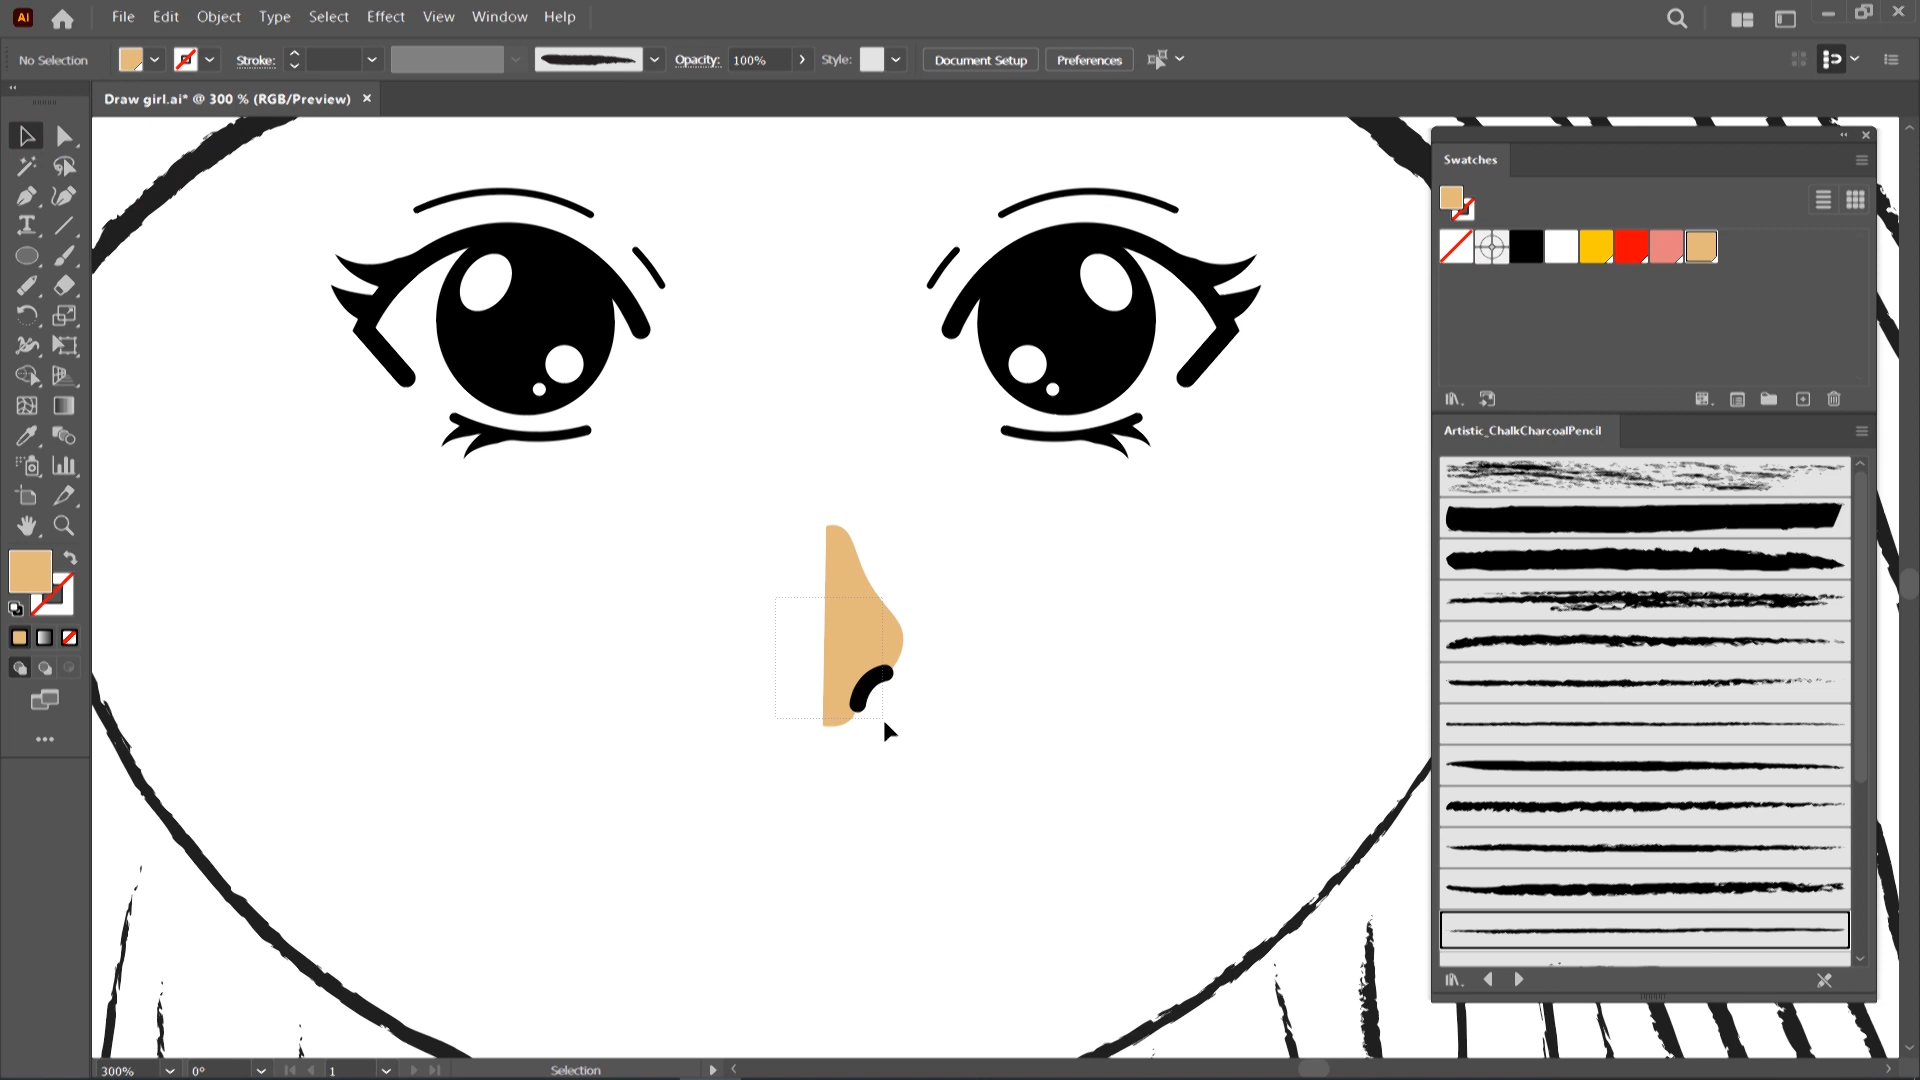 Ai
File Edit Object Type Select Effect View Window Help
No Selection Stroke: Opacity: 100% Style: Document Setup Preferences
Draw girl.ai* @ 300 % (RGB/Preview)
Swatches
Artistic_ChalkCharcoalPencil
300% 0° 1 Selection